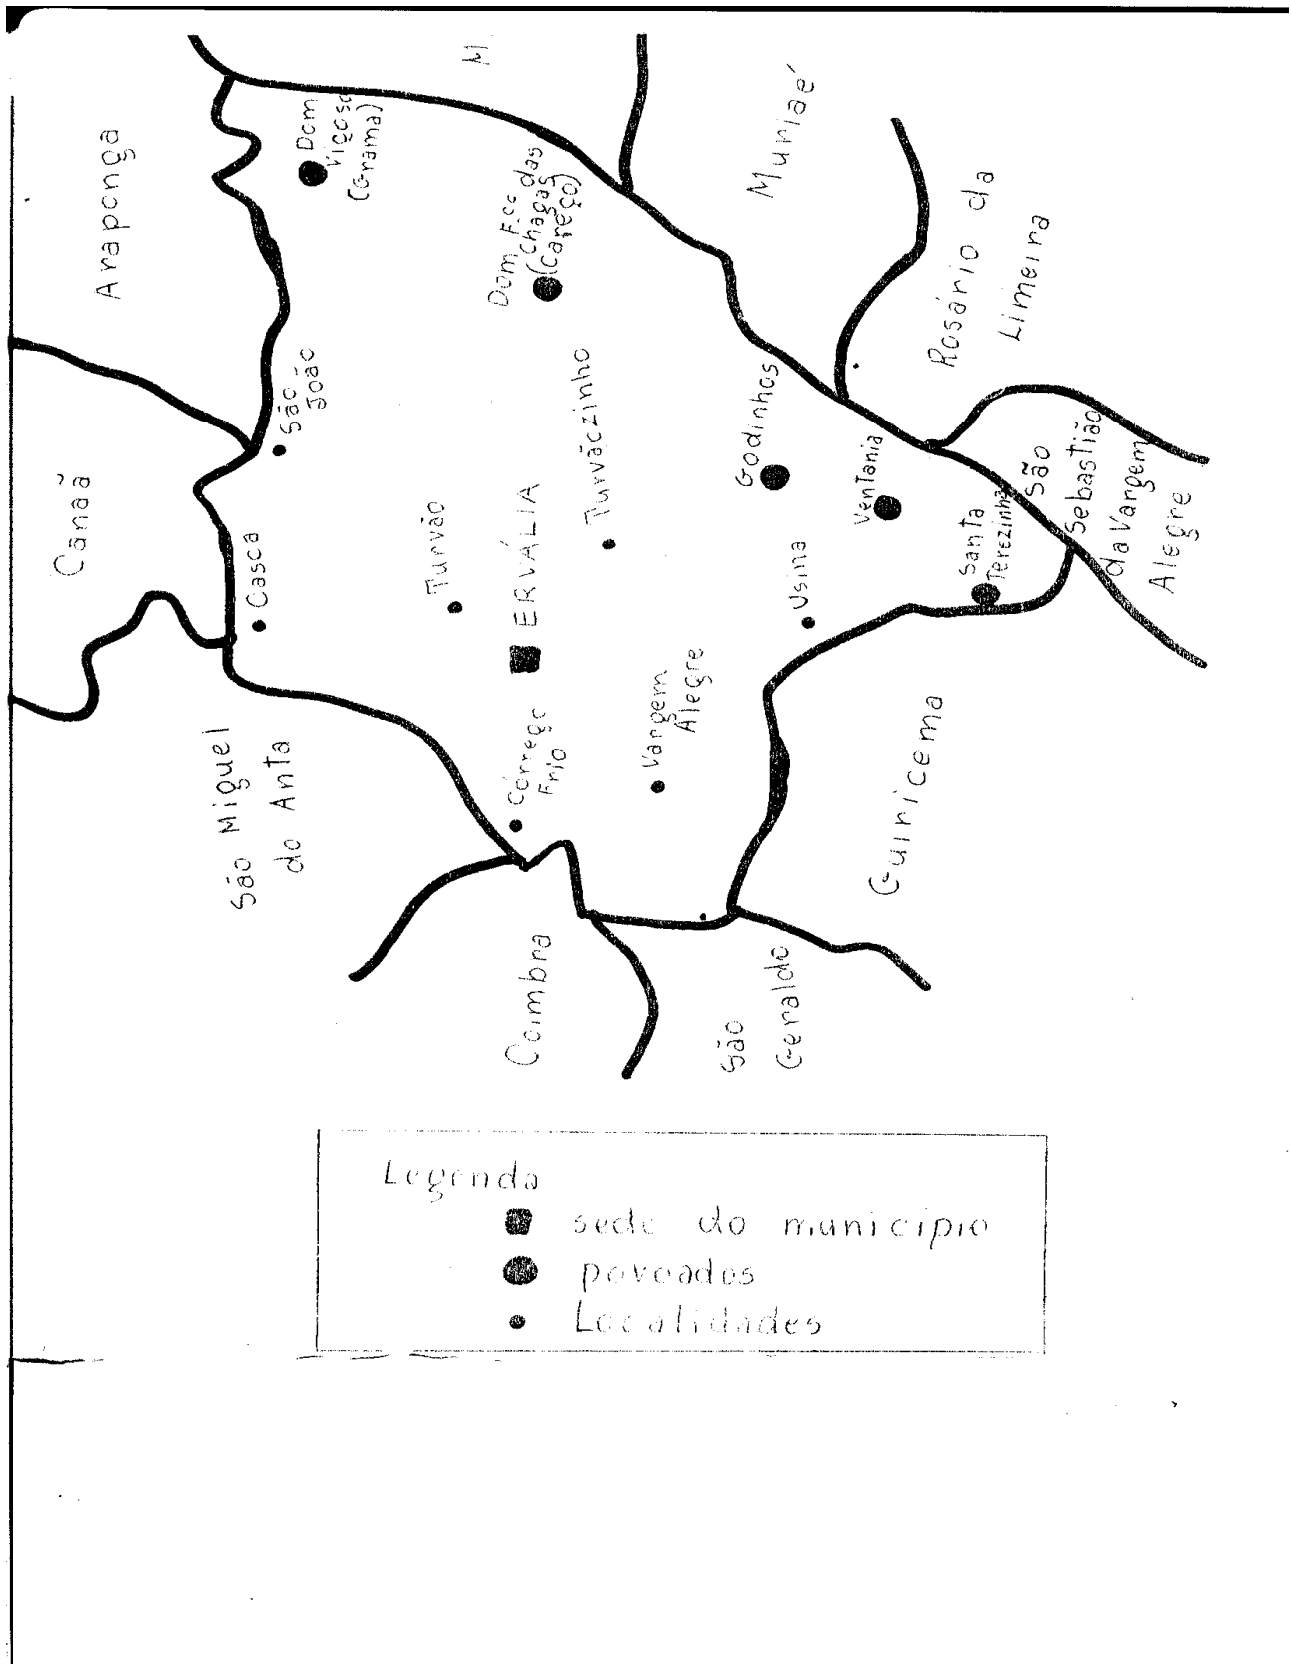 M
Muriaé
Araponga
Dom
Viçoso
(Grama)
Dom Fco das
Chagas
(Careço)
Rosário da
Limeira
São
João
Turvãozinho
Godinhos
Ventania
São
Sebastião
da Vargem
Alegre
Canaã
Casca
Turvão
ERVÁLIA
Usina
Santa
Terezinha
São Miguel
do Anta
Córrego
Frio
Vargem
Alegre
Guiricema
Coimbra
São
Geraldo
Legenda
sede do município
povoados
Localidades